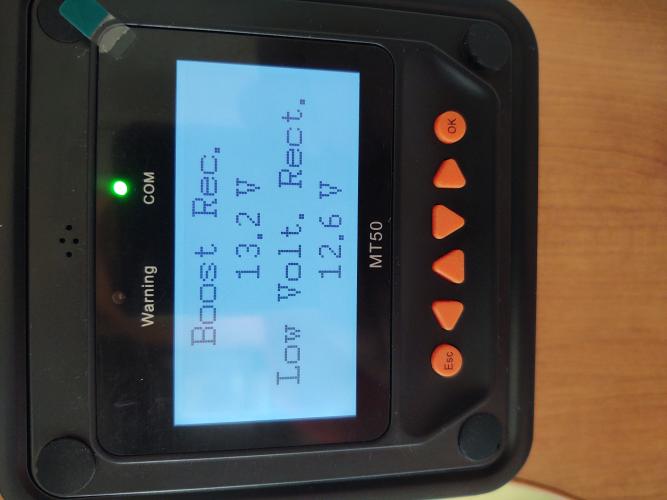 Warning COM
Boost Rec.
13.2 V
Low Volt. Rect.
12.6 V
MT50
Esc OK